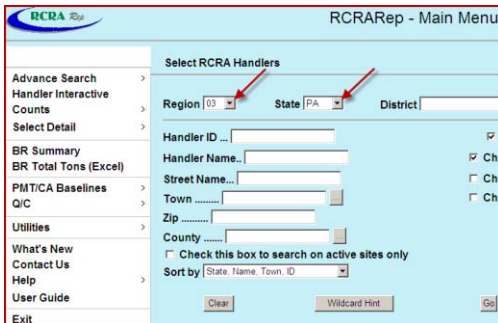 RCRA Rep
RCRARep - Main Menu
Select RCRA Handlers
Advance Search >
Handler Interactive
Counts >
Select Detail >
BR Summary
BR Total Tons (Excel)
PMT/CA Baselines >
Q/C >
Utilities >
What's New
Contact Us
Help >
User Guide
Exit
Region 03 State PA District
Handler ID ...
Handler Name.. Ch
Street Name... Ch
Town ......... ... Ch
Zip ..........
County ....... ...
Check this box to search on active sites only
Sort by State, Name, Town, ID
Clear Wildcard Hint Go